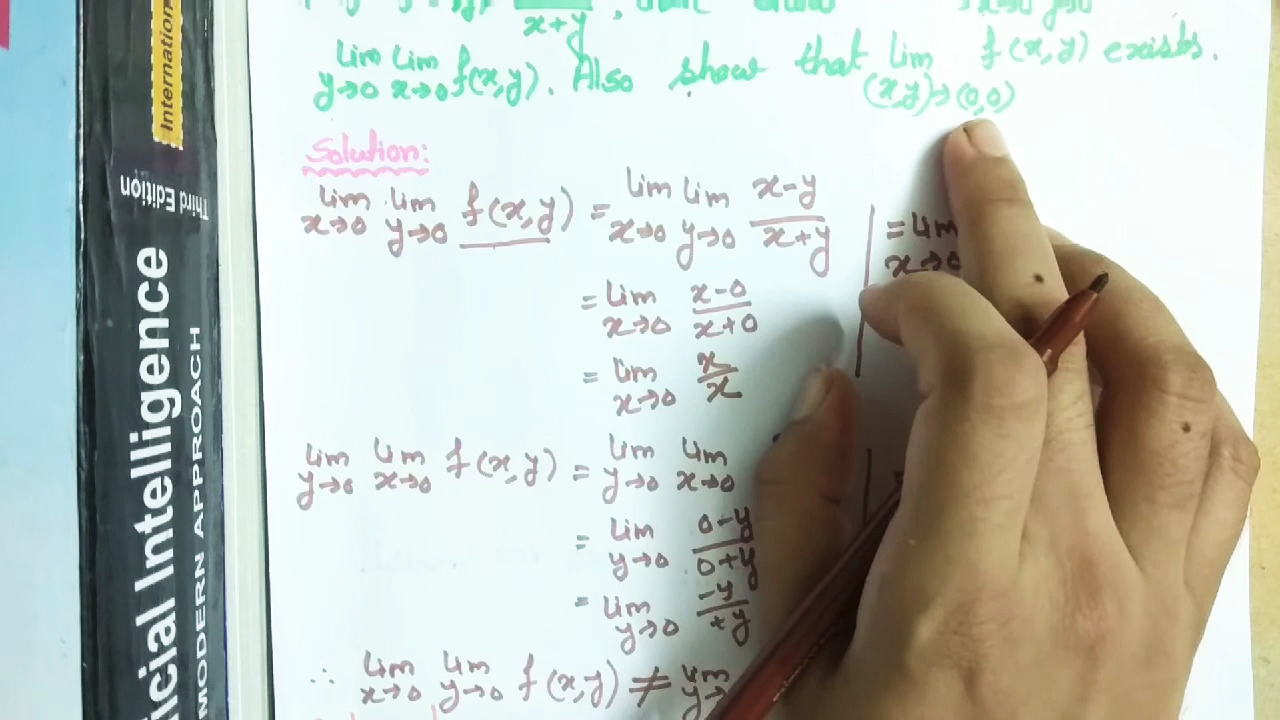 x+y
lim lim f(x,y). Also show that lim f(x,y) exists.
y→0 x→0 (x,y)→(0,0)
Solution:
lim lim f(x,y) = lim lim x-y
x→0 y→0 x→0 y→0 x+y
= lim
x→0
= lim x-0
x→0 x+0
= lim x
x→0 x
lim lim f(x,y) = lim lim
y→0 x→0 y→0 x→0
= lim 0-y
y→0 0+y
= lim -y
y→0 +y
∴ lim lim f(x,y) ≠ lim
x→0 y→0 y→
International
Third Edition
ficial Intelligence
MODERN APPROACH